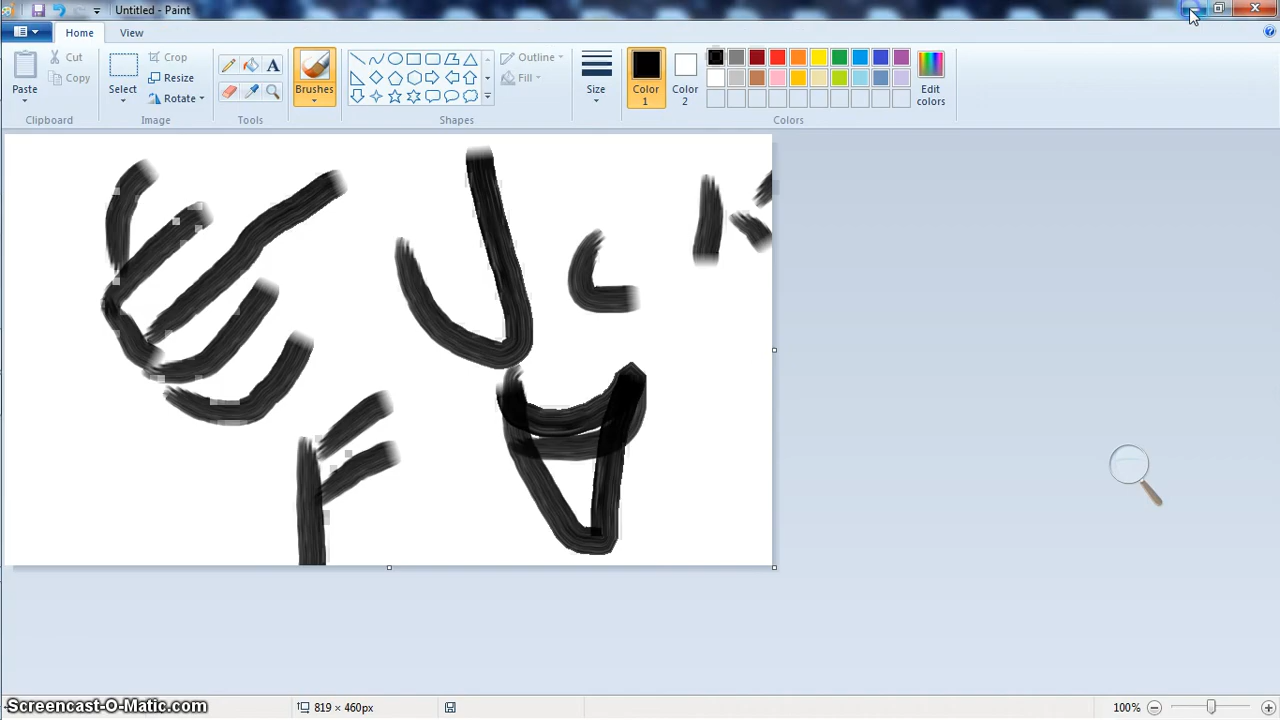 Untitled - Paint
Home View
Cut
Copy
Paste
Clipboard
Crop
Resize
Rotate
Select
Image
Tools
Brushes
Outline
Fill
Shapes
Size
Color 1
Color 2
Edit colors
Colors
Screencast-O-Matic.com
819 × 460px
100%